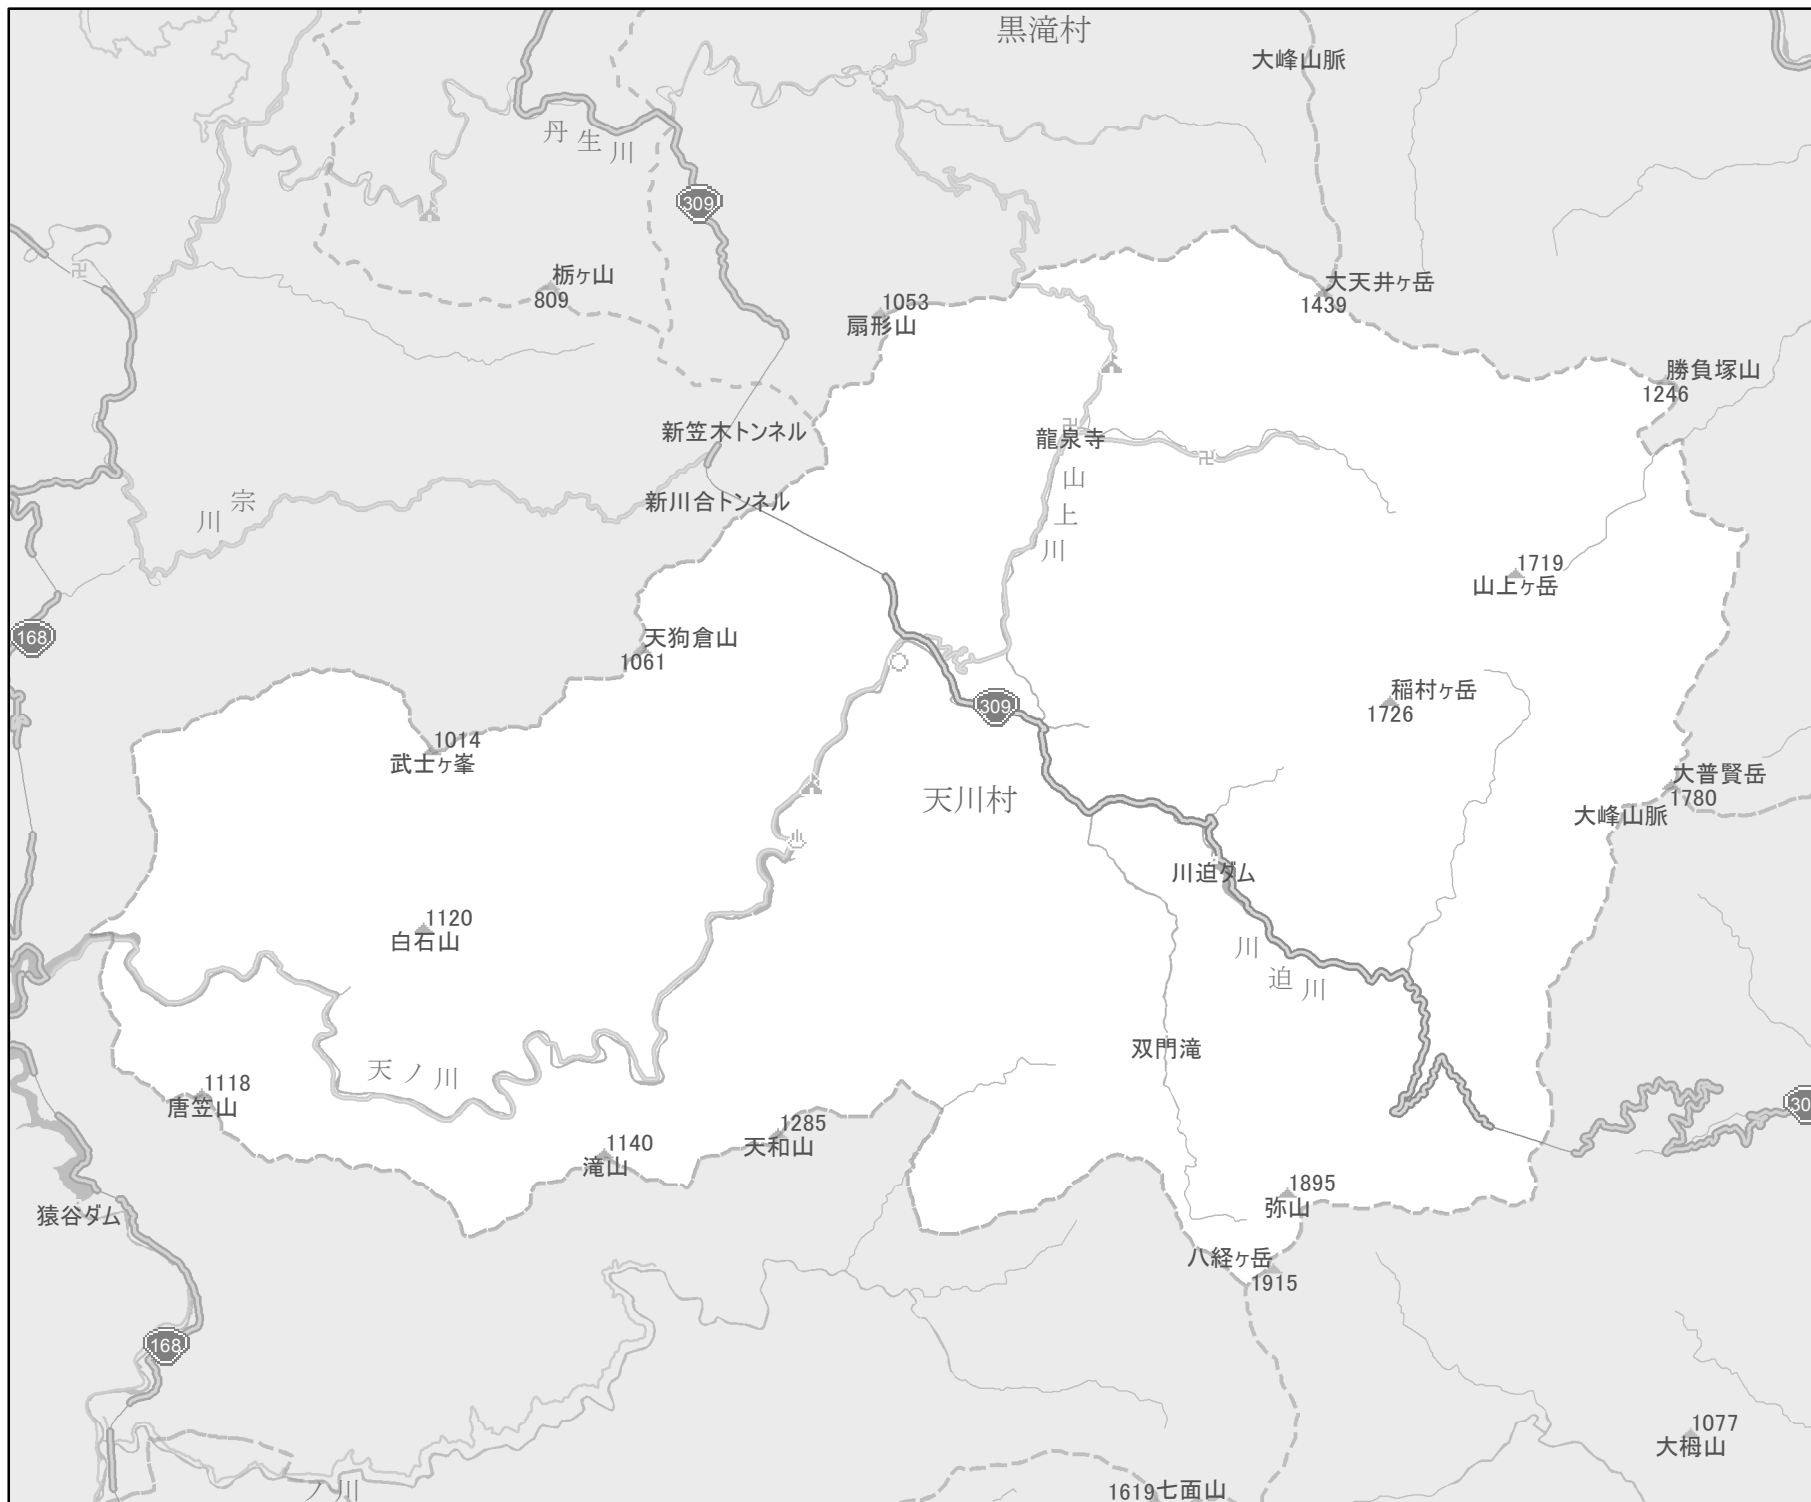 黒滝村
大峰山脈
丹生川
309
栃ヶ山
809
1053
扇形山
大天井ヶ岳
1439
勝負塚山
1246
新笠木トンネル
龍泉寺
山上川
宗川
新川合トンネル
1719
山上ヶ岳
168
天狗倉山
1061
稲村ヶ岳
1726
309
1014
武士ヶ峯
天川村
大普賢岳
1780
大峰山脈
川迫ダム
1120
白石山
川迫川
双門滝
天ノ川
1118
唐笠山
30
1285
天和山
1140
滝山
1895
弥山
猿谷ダム
八経ヶ岳
1915
168
1077
大栂山
ノ川
1619七面山